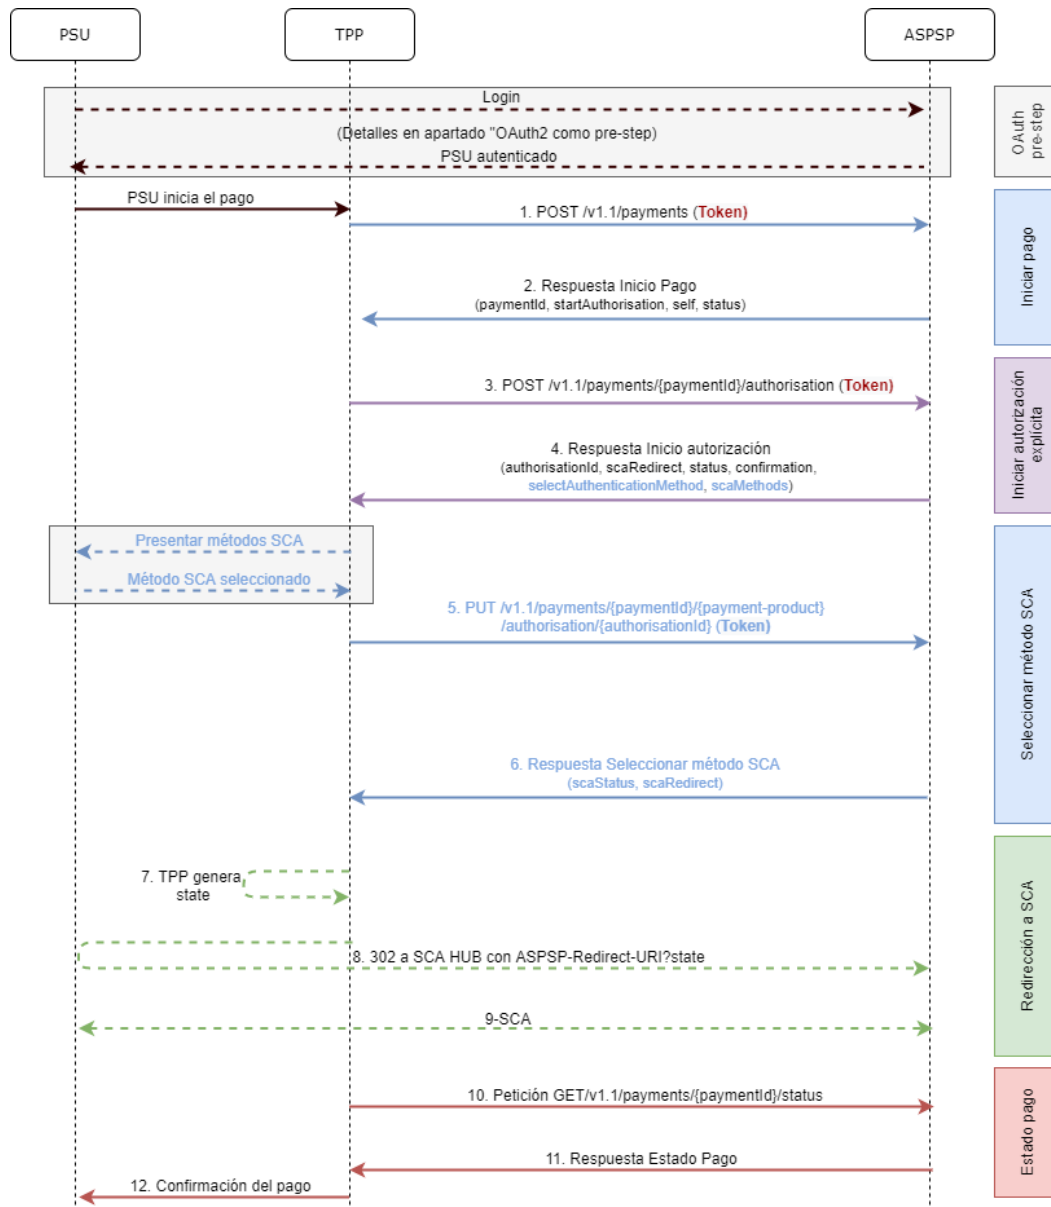 PSU
TPP
ASPSP
Login
(Detalles en apartado "OAuth2 como pre-step)
PSU autenticado
OAuth
pre-step
PSU inicia el pago
1. POST /v1.1/payments (Token)
2. Respuesta Inicio Pago
(paymentId, startAuthorisation, self, status)
Iniciar pago
3. POST /v1.1/payments/{paymentId}/authorisation (Token)
4. Respuesta Inicio autorización
(authorisationId, scaRedirect, status, confirmation,
selectAuthenticationMethod, scaMethods)
Iniciar autorización
explícita
Presentar métodos SCA
Método SCA seleccionado
5. PUT /v1.1/payments/{paymentId}/{payment-product}
/authorisation/{authorisationId} (Token)
6. Respuesta Seleccionar método SCA
(scaStatus, scaRedirect)
Seleccionar método SCA
7. TPP genera
state
8. 302 a SCA HUB con ASPSP-Redirect-URI?state
9-SCA
Redirección a SCA
10. Petición GET/v1.1/payments/{paymentId}/status
11. Respuesta Estado Pago
12. Confirmación del pago
Estado pago